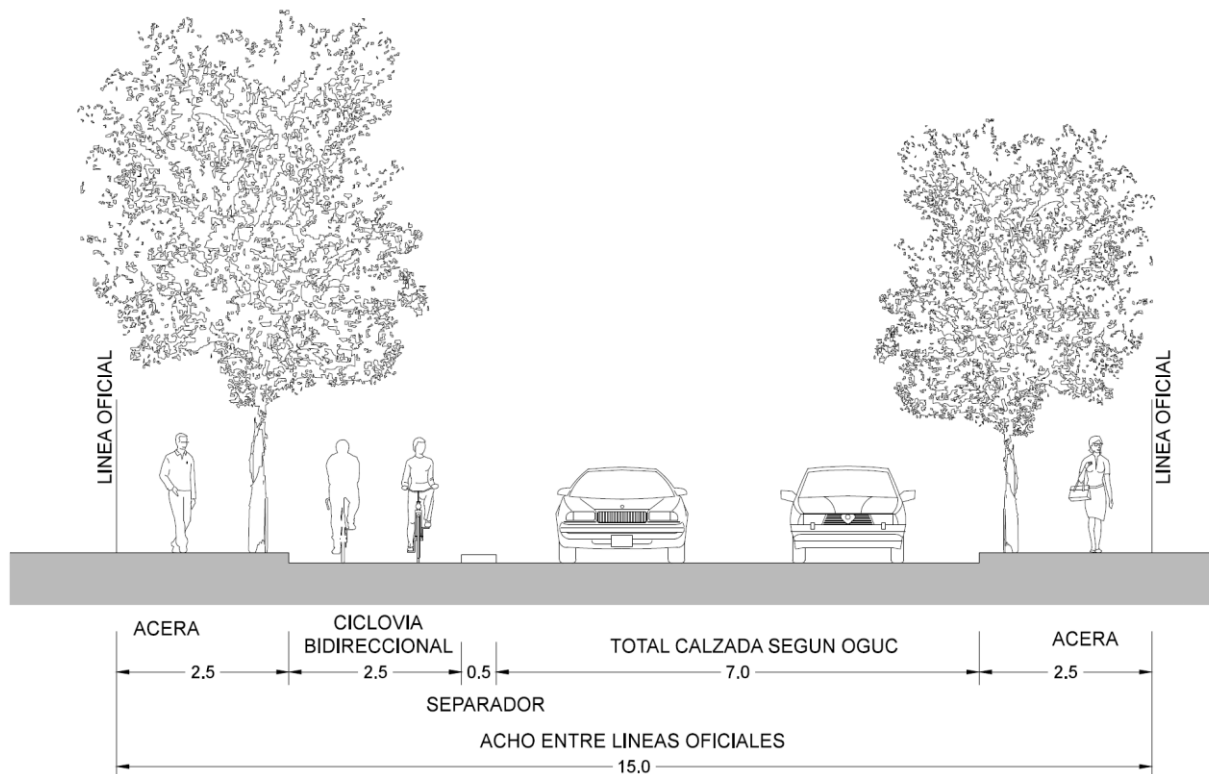 LINEA OFICIAL
LINEA OFICIAL
ACERA
CICLOVIA
BIDIRECCIONAL
TOTAL CALZADA SEGUN OGUC
ACERA
2.5
2.5
0.5
7.0
2.5
SEPARADOR
ACHO ENTRE LINEAS OFICIALES
15.0